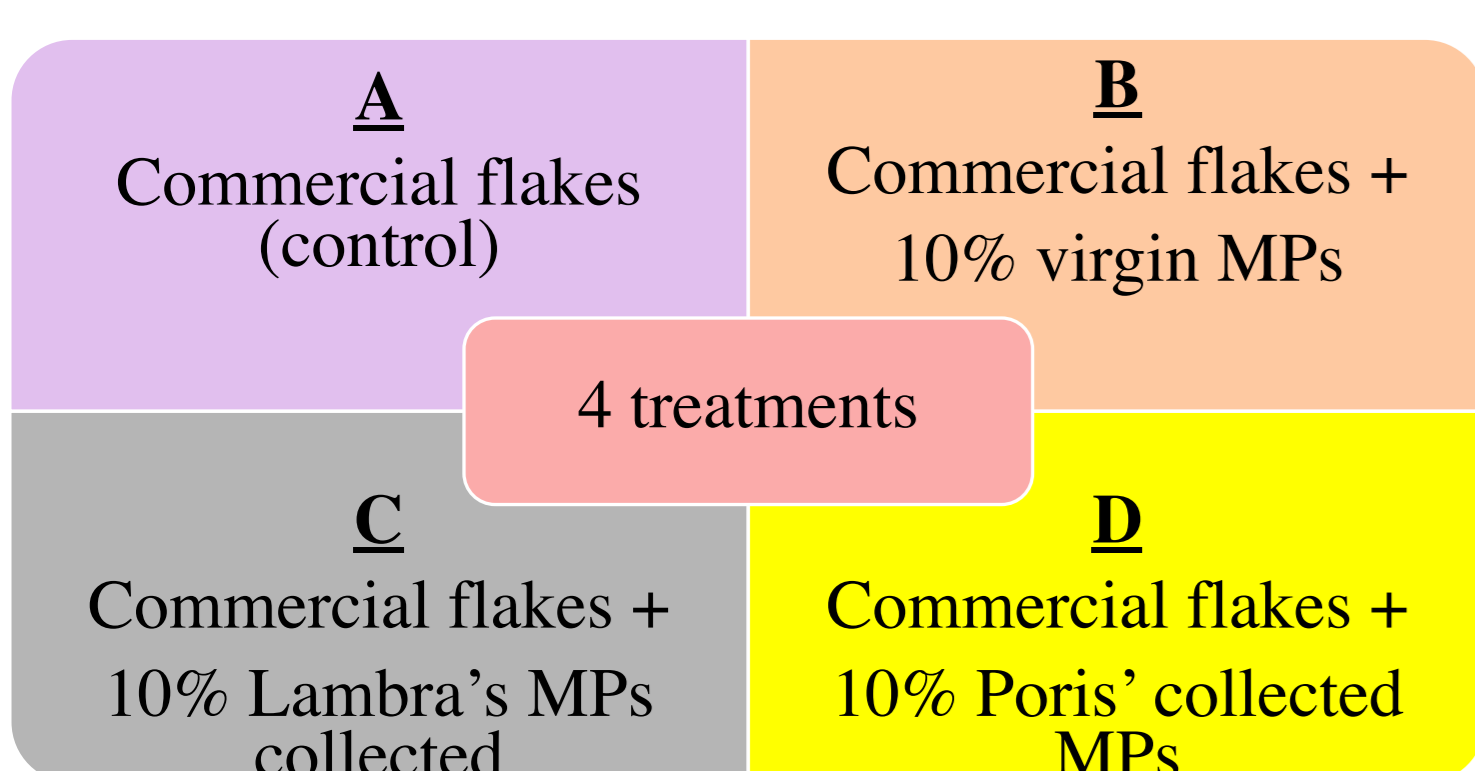 A
Commercial flakes
(control)
B
Commercial flakes +
10% virgin MPs
4 treatments
C
Commercial flakes +
10% Lambra’s MPs
collected
D
Commercial flakes +
10% Poris’ collected
MPs